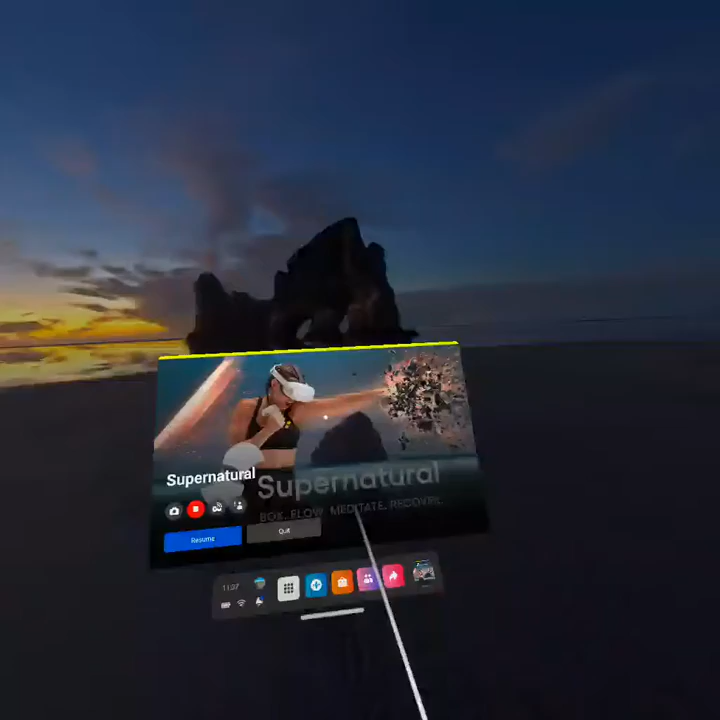 Supernatural
Supernatural
BOX. FLOW. MEDITATE. RECOVER.
Resume
Quit
11:07